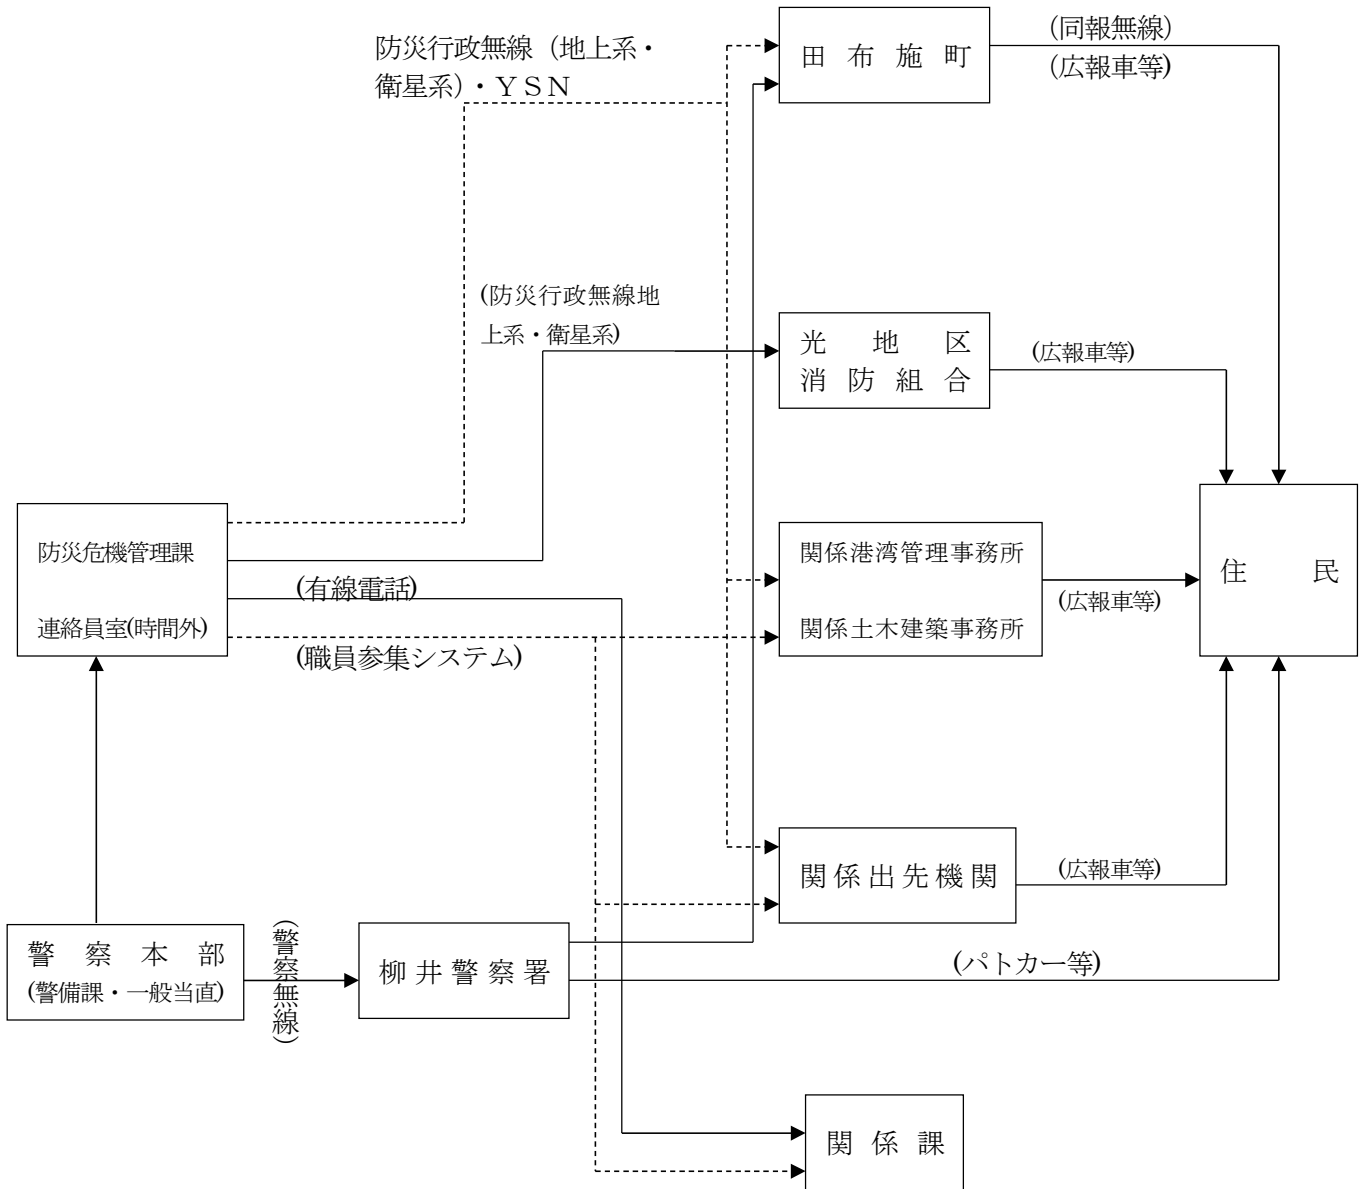 防災行政無線（地上系・
衛星系）・ＹＳＮ
田布施町
(同報無線)
(広報車等)
(防災行政無線地
上系・衛星系)
光地区
消防組合
(広報車等)
防災危機管理課
連絡員室(時間外)
(有線電話)
(職員参集システム)
関係港湾管理事務所
関係土木建築事務所
(広報車等)
住民
関係出先機関
(広報車等)
警察本部
(警備課・一般当直)
(警察無線)
柳井警察署
(パトカー等)
関係課